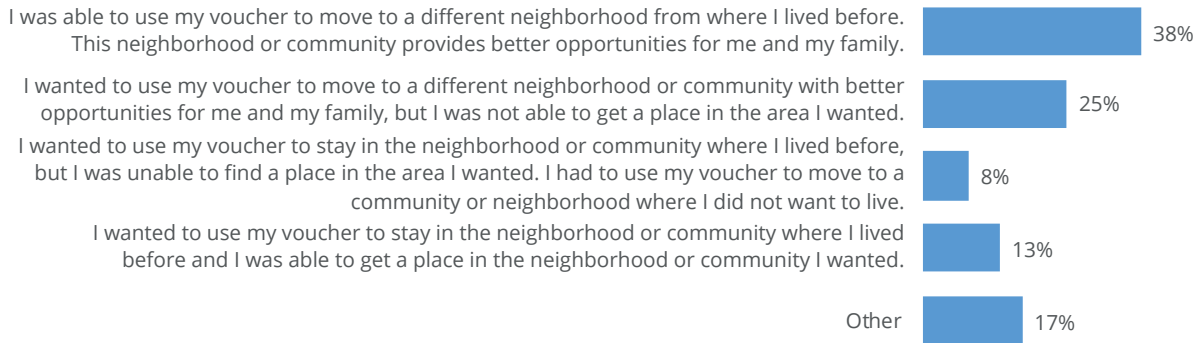 I was able to use my voucher to move to a different neighborhood from where I lived before.
This neighborhood or community provides better opportunities for me and my family.
38%
I wanted to use my voucher to move to a different neighborhood or community with better
opportunities for me and my family, but I was not able to get a place in the area I wanted.
25%
I wanted to use my voucher to stay in the neighborhood or community where I lived before,
but I was unable to find a place in the area I wanted. I had to use my voucher to move to a
community or neighborhood where I did not want to live.
8%
I wanted to use my voucher to stay in the neighborhood or community where I lived
before and I was able to get a place in the neighborhood or community I wanted.
13%
Other
17%